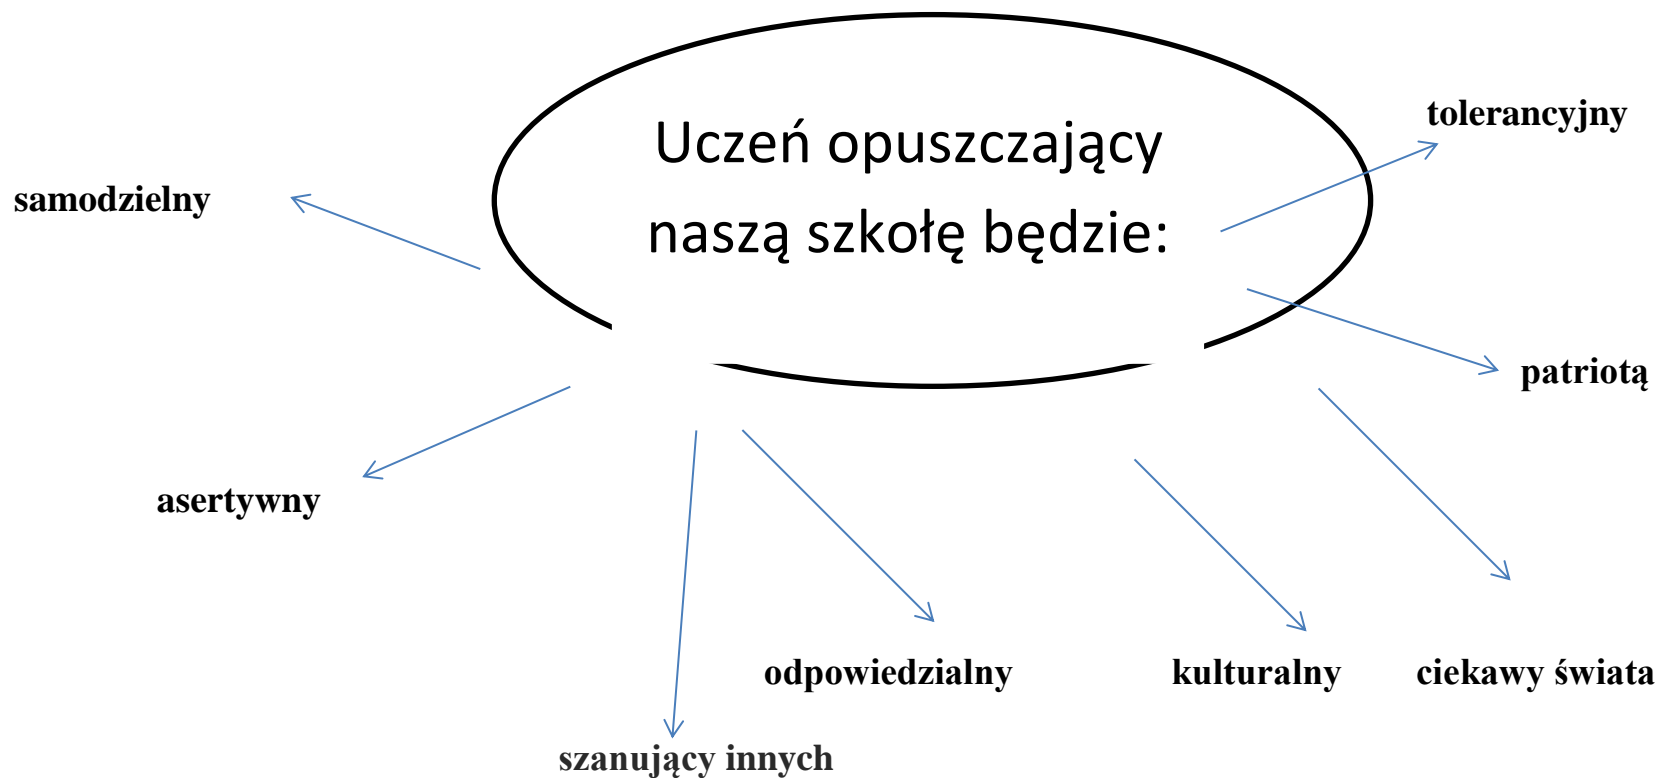 Uczeń opuszczający
naszą szkołę będzie:
tolerancyjny
samodzielny
patriotą
asertywny
odpowiedzialny
kulturalny
ciekawy świata
szanujący innych